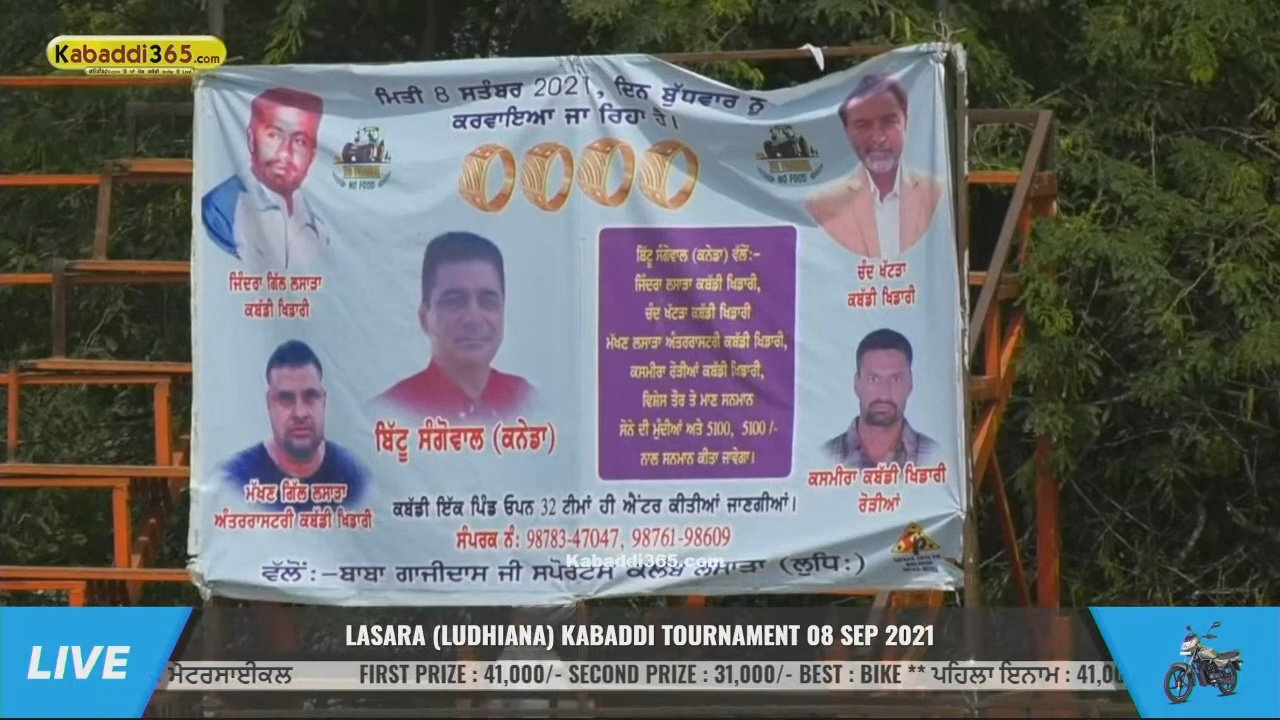 Kabaddi365.com
ਮਿਤੀ 8 ਸਤੰਬਰ 2021, ਦਿਨ ਬੁੱਧਵਾਰ ਨੂ
ਕਰਵਾਇਆ ਜਾ ਰਿਹਾ ਹੈ।
NO FOOD
NO FOOD
ਜਿੰਦਰਾ ਗਿੱਲ ਲਸਾੜਾ
ਕਬੱਡੀ ਖਿਡਾਰੀ
ਚੰਦ ਖੱਟੜਾ
ਕਬੱਡੀ ਖਿਡਾਰੀ
ਬਿੱਟੂ ਸੰਗੋਵਾਲ (ਕਨੇਡਾ) ਵੱਲੋਂ:-
ਜਿੰਦਰਾ ਲਸਾੜਾ ਕਬੱਡੀ ਖਿਡਾਰੀ,
ਚੰਦ ਖੱਟੜਾ ਕਬੱਡੀ ਖਿਡਾਰੀ
ਮੱਖਣ ਲਸਾੜਾ ਅੰਤਰਰਾਸਟਰੀ ਕਬੱਡੀ ਖਿਡਾਰੀ,
ਕਸਮੀਰਾ ਰੋੜੀਆਂ ਕਬੱਡੀ ਖਿਡਾਰੀ,
ਵਿਸ਼ੇਸ ਤੌਰ ਤੇ ਮਾਣ ਸਨਮਾਨ
ਸੋਨੇ ਦੀ ਮੁੰਦੀਆਂ ਅਤੇ 5100, 5100/-
ਨਾਲ ਸਨਮਾਨ ਕੀਤਾ ਜਾਵੇਗਾ।
ਬਿੱਟੂ ਸੰਗੋਵਾਲ (ਕਨੇਡਾ)
ਮੱਖਣ ਗਿੱਲ ਲਸਾੜਾ
ਅੰਤਰਰਾਸਟਰੀ ਕਬੱਡੀ ਖਿਡਾਰੀ
ਕਸਮੀਰਾ ਕਬੱਡੀ ਖਿਡਾਰੀ
ਰੋੜੀਆਂ
ਕਬੱਡੀ ਇੱਕ ਪਿੰਡ ਓਪਨ 32 ਟੀਮਾਂ ਹੀ ਐਂਟਰ ਕੀਤੀਆਂ ਜਾਣਗੀਆਂ।
ਸੰਪਰਕ ਨੰ: 98783-47047, 98761-98609
Kabaddi365.com
ਵੱਲੋਂ:-ਬਾਬਾ ਗਾਜੀਦਾਸ ਜੀ ਸਪੋਰਟਸ ਕਲੱਬ ਲਸਾੜਾ (ਲੁਧਿ:)
LIVE
LASARA (LUDHIANA) KABADDI TOURNAMENT 08 SEP 2021
ਮੋਟਰਸਾਈਕਲ FIRST PRIZE : 41,000/- SECOND PRIZE : 31,000/- BEST : BIKE ** ਪਹਿਲਾ ਇਨਾਮ : 41,00